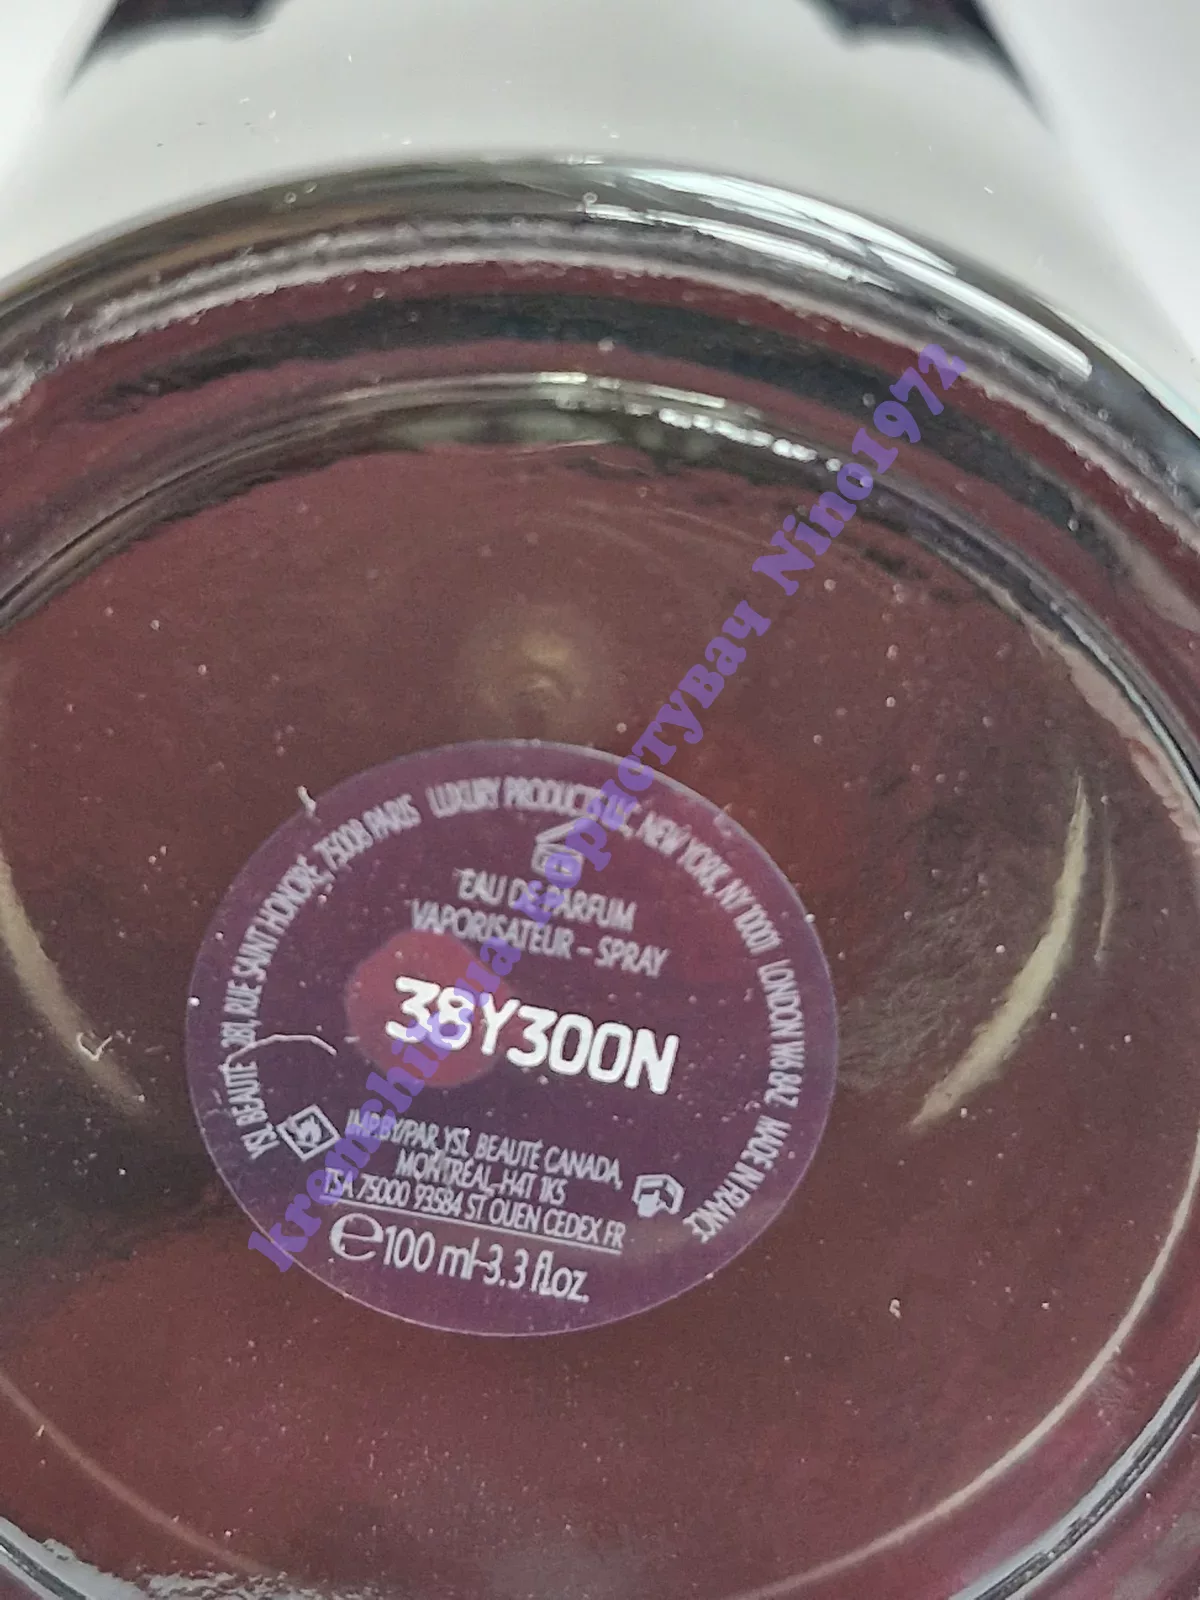 YSL BEAUTÉ 281, RUE SAINT HONORÉ, 75008 PARIS LUXURY PRODUCTS LLC, NEW YORK, NY 10001 LONDON W6 8AZ MADE IN FRANCE
EAU DE PARFUM
VAPORISATEUR – SPRAY
38Y300N
IMP.BY/PAR YSL BEAUTÉ CANADA,
MONTRÉAL-H4T 1K5
TSA 75000 93584 ST OUEN CEDEX FR
℮100 ml-3.3 fl.oz.
Nino1972